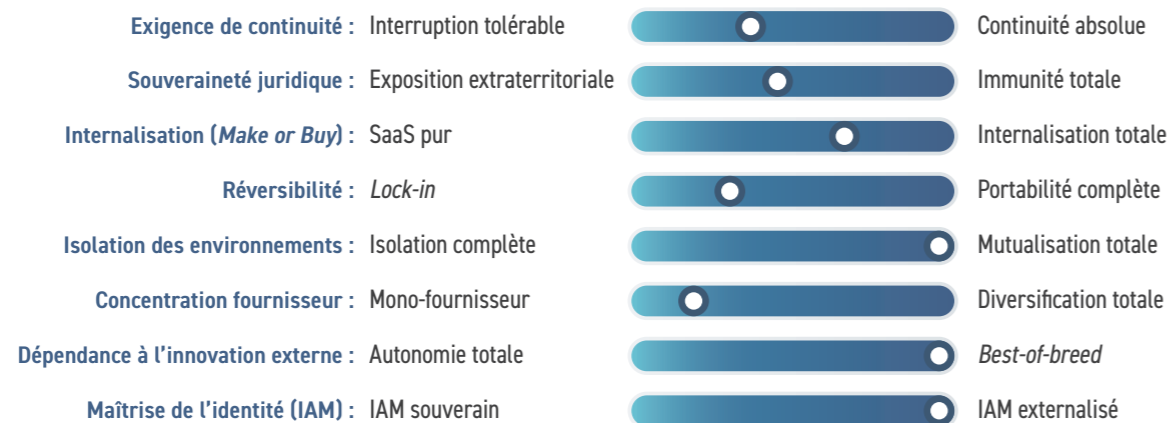 Exigence de continuité : Interruption tolérable Continuité absolue
Souveraineté juridique : Exposition extraterritoriale Immunité totale
Internalisation (Make or Buy) : SaaS pur Internalisation totale
Réversibilité : Lock-in Portabilité complète
Isolation des environnements : Isolation complète Mutualisation totale
Concentration fournisseur : Mono-fournisseur Diversification totale
Dépendance à l’innovation externe : Autonomie totale Best-of-breed
Maîtrise de l’identité (IAM) : IAM souverain IAM externalisé